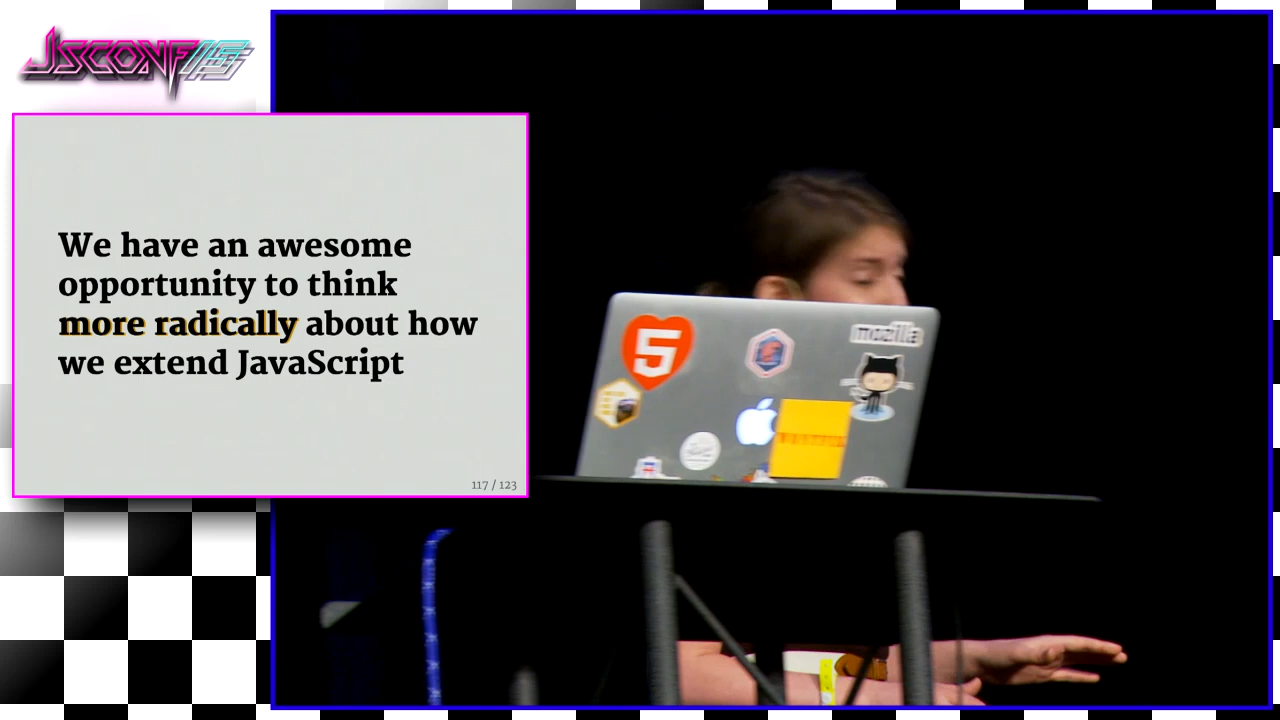 JSCONF/15
We have an awesome
opportunity to think
more radically about how
we extend JavaScript
117 / 123
5
mozilla